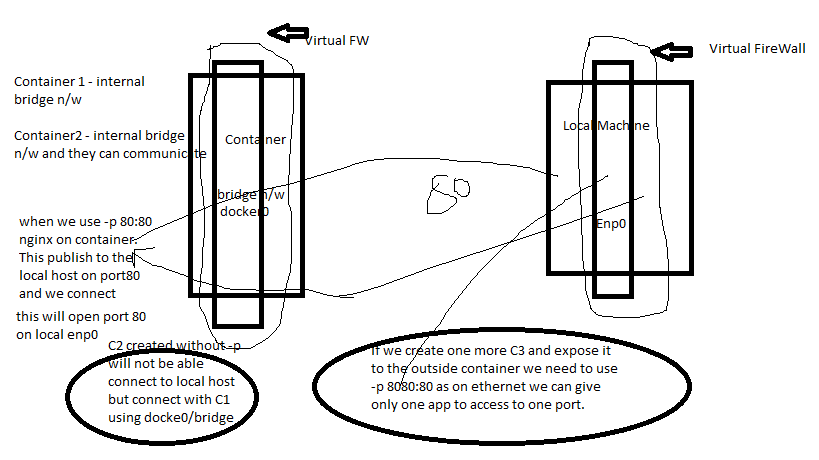 Virtual FW
Virtual FireWall
Container 1 - internal
bridge n/w
Container2 - internal bridge
n/w and they can communicate
Container
bridge n/w
docker0
Local Machine
Enp0
80
when we use -p 80:80
nginx on container.
This publish to the
local host on port80
and we connect
this will open port 80
on local enp0
C2 created without -p
will not be able
connect to local host
but connect with C1
using docke0/bridge
If we create one more C3 and expose it
to the outside container we need to use
-p 8080:80 as on ethernet we can give
only one app to access to one port.